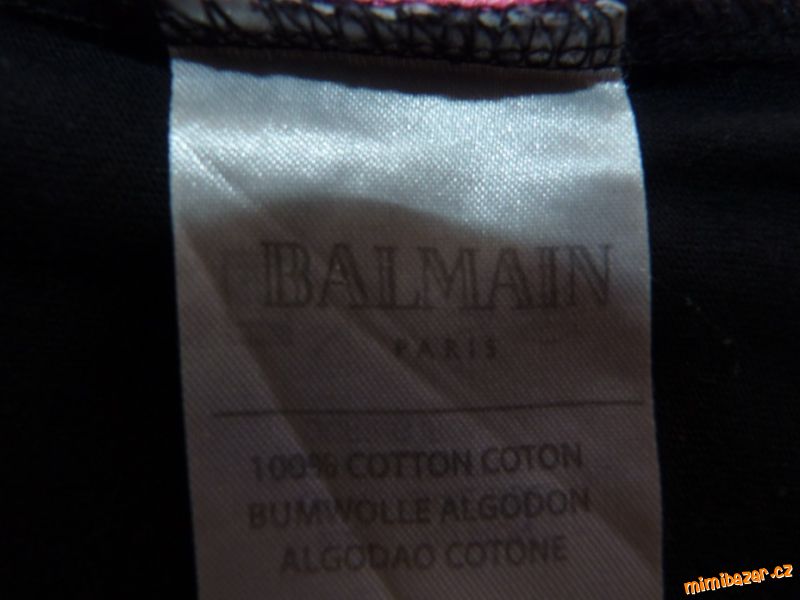 BALMAIN
PARIS
100% COTTON COTON
BUMWOLLE ALGODON
ALGODAO COTONE
mimibazar.cz